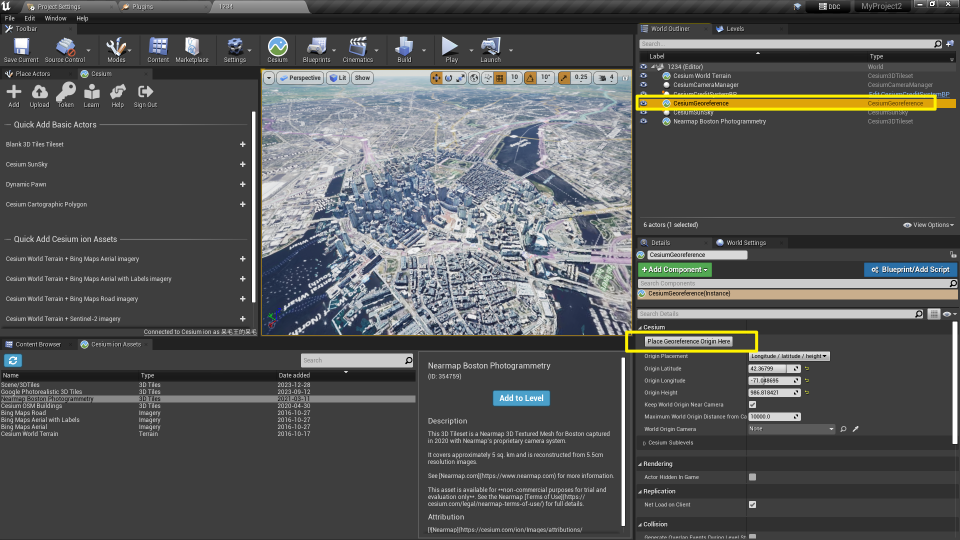 Project Settings
Plugins
1234
DDC
MyProject2
File Edit Window Help
Toolbar
Save Current
Source Control
Modes
Content
Marketplace
Settings
Cesium
Blueprints
Cinematics
Build
Play
Launch
Place Actors
Cesium
Add
Upload
Token
Learn
Help
Sign Out
Quick Add Basic Actors
Blank 3D Tiles Tileset
Cesium SunSky
Dynamic Pawn
Cesium Cartographic Polygon
Quick Add Cesium ion Assets
Cesium World Terrain + Bing Maps Aerial imagery
Cesium World Terrain + Bing Maps Aerial with Labels imagery
Cesium World Terrain + Bing Maps Road imagery
Cesium World Terrain + Sentinel-2 imagery
Connected to Cesium ion as 呆毛王的呆毛
Perspective
Lit
Show
10
10°
0.25
4
World Outliner
Levels
Search...
Label Type
1234 (Editor) World
Cesium World Terrain Cesium3DTileset
CesiumCameraManager CesiumCameraManager
CesiumCreditSystemBP Edit CesiumCreditSystemBP
CesiumGeoreference CesiumGeoreference
CesiumSunSky CesiumSunSky
Nearmap Boston Photogrammetry Cesium3DTileset
6 actors (1 selected)
View Options
Details
World Settings
CesiumGeoreference
+Add Component
Blueprint/Add Script
Search Components
CesiumGeoreference(Instance)
Search Details
Cesium
Place Georeference Origin Here
Origin Placement Longitude / latitude / height
Origin Latitude 42.36799
Origin Longitude -71.048695
Origin Height 986.818421
Keep World Origin Near Camera
Maximum World Origin Distance from Ca 10000.0
World Origin Camera None
Cesium Sublevels
Rendering
Actor Hidden In Game
Replication
Net Load on Client
Collision
Generate Overlap Events During Level St
Content Browser
Cesium ion Assets
Search
Name Type Date added
Scene/3DTiles 3D Tiles 2023-12-28
Google Photorealistic 3D Tiles 3D Tiles 2023-09-12
Nearmap Boston Photogrammetry 3D Tiles 2021-03-11
Cesium OSM Buildings 3D Tiles 2020-04-30
Bing Maps Road Imagery 2016-10-27
Bing Maps Aerial with Labels Imagery 2016-10-27
Bing Maps Aerial Imagery 2016-10-27
Cesium World Terrain Terrain 2016-10-17
Nearmap Boston Photogrammetry
(ID: 354759)
Add to Level
Description
This 3D Tileset is a Nearmap 3D Textured Mesh for Boston captured
in 2020 with Nearmap's proprietary camera system.
It covers approximately 5 sq. km and is reconstructed from 5.5cm
resolution images.
See [Nearmap.com](https://www.nearmap.com) for more information.
This asset is available for **non-commercial purposes for trial and
evaluation only**. See the Nearmap [Terms of Use](https://
cesium.com/legal/nearmap-terms-of-use/) for full details.
Attribution
[![Nearmap](https://cesium.com/ion/images/attributions/